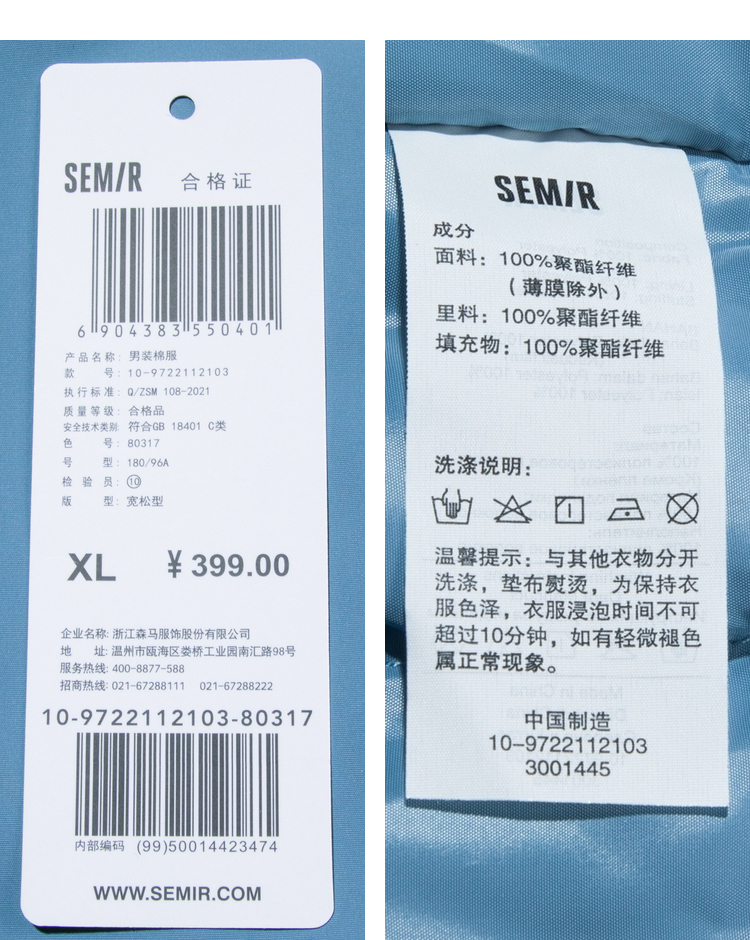 SEMIR 合格证
6 904383 550401
产品名称: 男装棉服
款 号: 10-9722112103
执行标准: Q/ZSM 108-2021
质量等级: 合格品
安全技术类别: 符合GB 18401 C类
色 号: 80317
号 型: 180/96A
检 验 员: ⑩
版 型: 宽松型
XL ¥399.00
企业名称: 浙江森马服饰股份有限公司
地 址: 温州市瓯海区娄桥工业园南汇路98号
服务热线: 400-8877-588
招商热线: 021-67288111 021-67288222
10-9722112103-80317
内部编码 (99)50014423474
WWW.SEMIR.COM
SEMIR
成分
面料: 100%聚酯纤维
(薄膜除外)
里料: 100%聚酯纤维
填充物: 100%聚酯纤维
洗涤说明:
温馨提示: 与其他衣物分开
洗涤, 垫布熨烫, 为保持衣
服色泽, 衣服浸泡时间不可
超过10分钟, 如有轻微褪色
属正常现象。
中国制造
10-9722112103
3001445